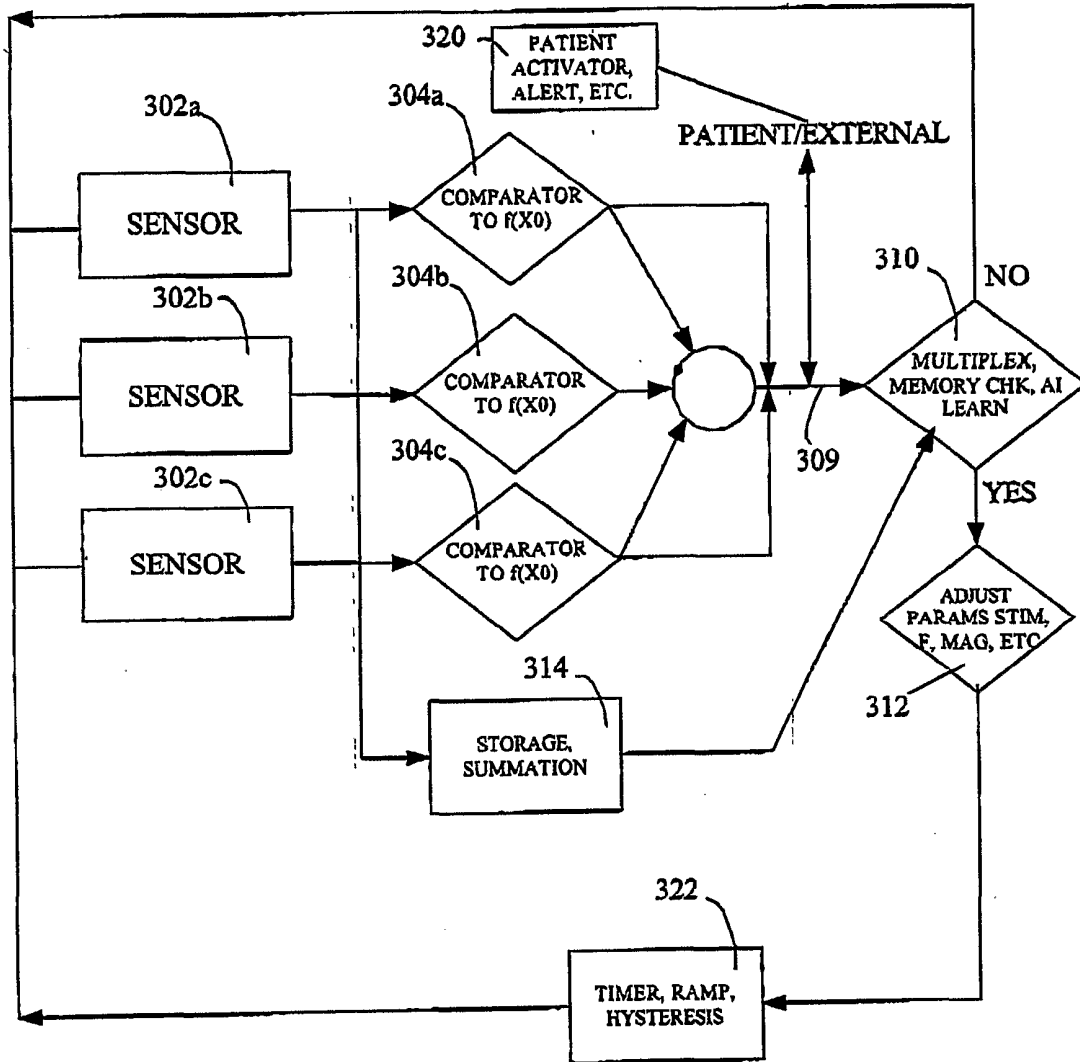 320
PATIENT
ACTIVATOR,
ALERT, ETC.
302a
304a
PATIENT/EXTERNAL
SENSOR
COMPARATOR
TO f(X0)
310
NO
302b
304b
SENSOR
COMPARATOR
TO f(X0)
MULTIPLEX,
MEMORY CHK, AI
LEARN
309
302c
304c
YES
SENSOR
COMPARATOR
TO f(X0)
ADJUST
PARAMS STIM,
F, MAG, ETC
312
314
STORAGE,
SUMMATION
322
TIMER, RAMP,
HYSTERESIS